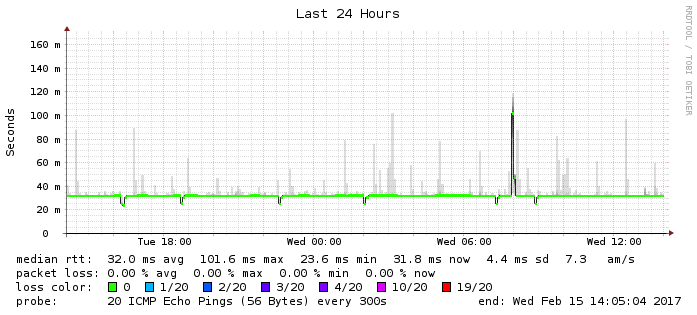 Last 24 Hours
RRDTOOL / TOBI OETIKER
Seconds
160 m
140 m
120 m
100 m
80 m
60 m
40 m
20 m
0
Tue 18:00 Wed 00:00 Wed 06:00 Wed 12:00
median rtt: 32.0 ms avg 101.6 ms max 23.6 ms min 31.8 ms now 4.4 ms sd 7.3 am/s
packet loss: 0.00 % avg 0.00 % max 0.00 % min 0.00 % now
loss color: 0 1/20 2/20 3/20 4/20 10/20 19/20
probe: 20 ICMP Echo Pings (56 Bytes) every 300s end: Wed Feb 15 14:05:04 2017